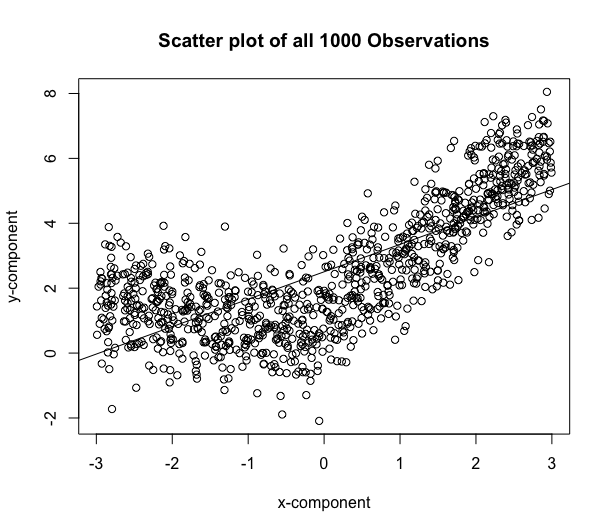 Scatter plot of all 1000 Observations
y-component
8
6
4
2
0
-2
-3 -2 -1 0 1 2 3
x-component